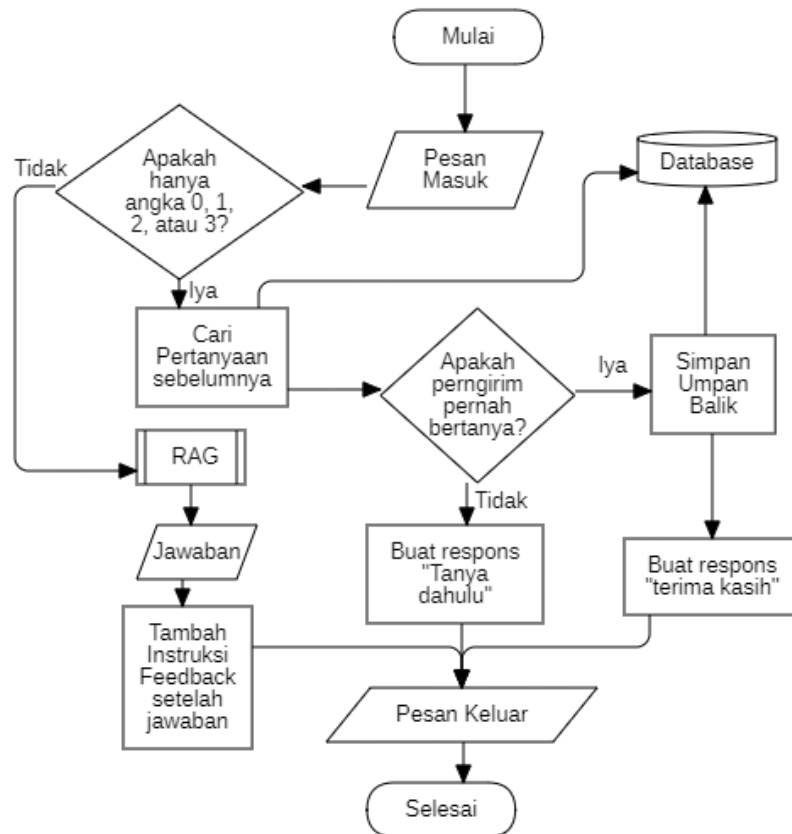 Mulai
Pesan
Masuk
Tidak
Apakah
hanya
angka 0, 1,
2, atau 3?
Database
Iya
Cari
Pertanyaan
sebelumnya
Apakah
perngirim
pernah
bertanya?
Iya
Simpan
Umpan
Balik
RAG
Tidak
Jawaban
Buat respons
"Tanya
dahulu"
Buat respons
"terima kasih"
Tambah
Instruksi
Feedback
setelah
jawaban
Pesan Keluar
Selesai